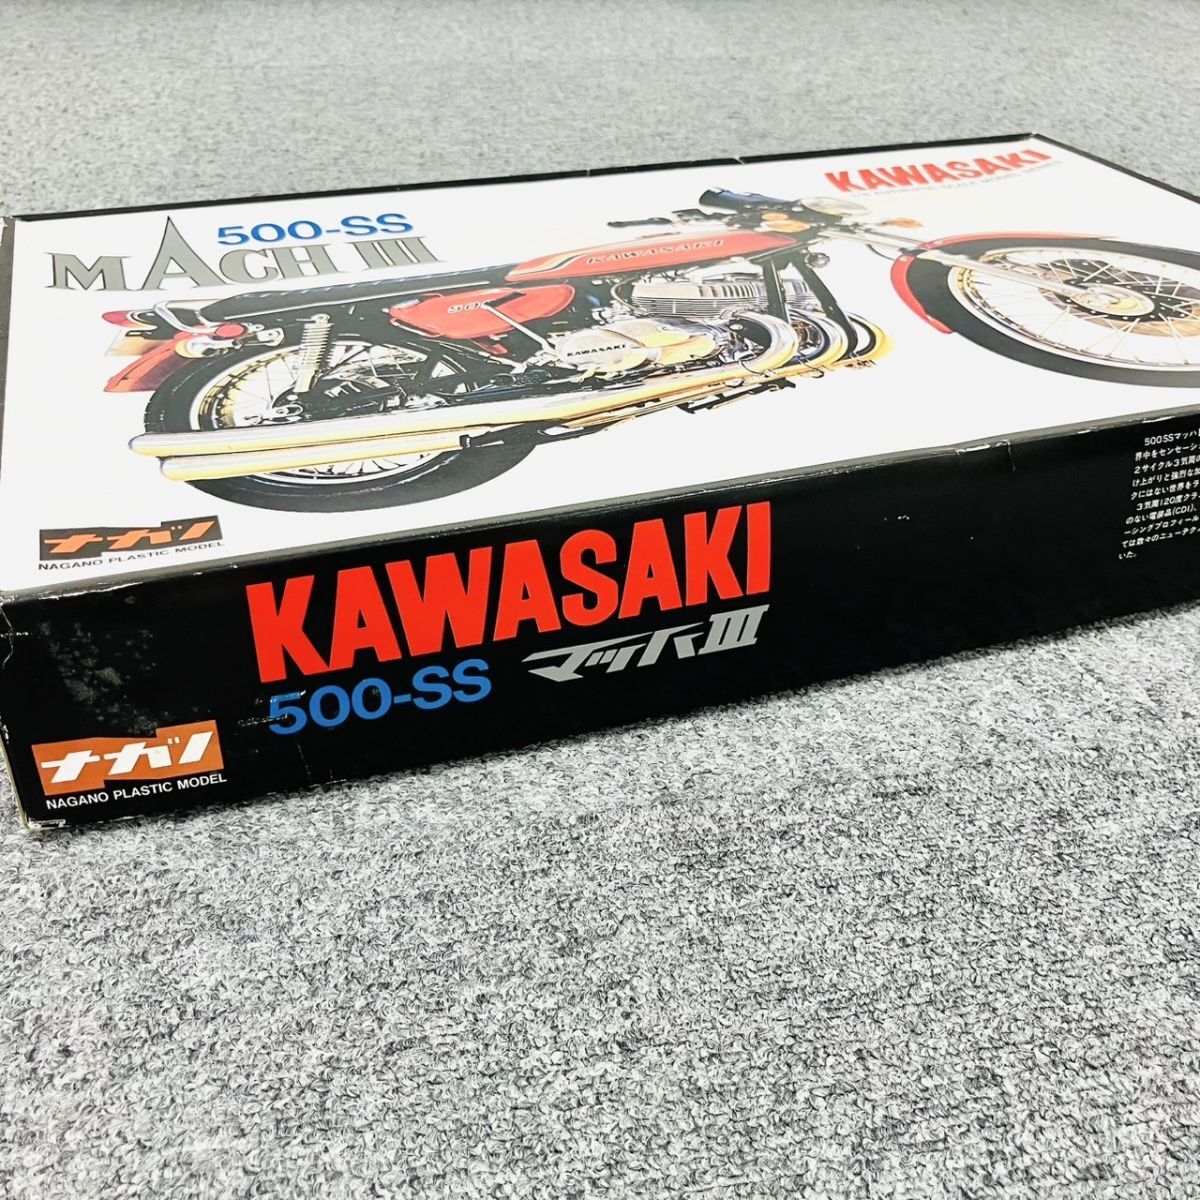 500-SS
MACH III
KAWASAKI
KAWASAKI
500
KAWASAKI
ナガノ
NAGANO PLASTIC MODEL
KAWASAKI
500-SS マッハIII
ナガノ
NAGANO PLASTIC MODEL
500SSマッハ
界中をセンセーシ
2サイクル3気筒の
け上がりと強烈な加
クにはない世界を
3気筒120度クラ
のない電装品(CDI)、
ーシングプロフィー
ては数々のニューテク
いた。